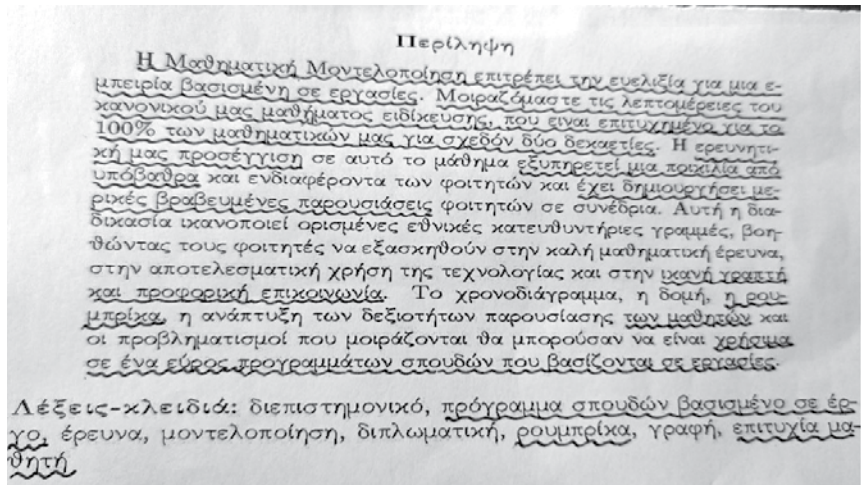 Περίληψη
Η Μαθηματική Μοντελοποίηση επιτρέπει την ευελιξία για μια ε-
μπειρία βασισμένη σε εργασίες. Μοιραζόμαστε τις λεπτομέρειες του
κανονικού μας μαθήματος ειδίκευσης, που ειναι επιτυχημένο για το
100% των μαθηματικών μας για σχεδόν δύο δεκαετίες. Η ερευνητι-
κή μας προσέγγιση σε αυτό το μάθημα εξυπηρετεί μια ποικιλία από
υπόβαθρα και ενδιαφέροντα των φοιτητών και έχει δημιουργήσει με-
ρικές βραβευμένες παρουσιάσεις φοιτητών σε συνέδρια. Αυτή η δια-
δικασία ικανοποιεί ορισμένες εθνικές κατευθυντήριες γραμμές, βοη-
θώντας τους φοιτητές να εξασκηθούν στην καλή μαθηματική έρευνα,
στην αποτελεσματική χρήση της τεχνολογίας και στην ικανή γραπτή
και προφορική επικοινωνία. Το χρονοδιάγραμμα, η δομή, η ρου-
μπρίκα, η ανάπτυξη των δεξιοτήτων παρουσίασης των μαθητών και
οι προβληματισμοί που μοιράζονται θα μπορούσαν να είναι χρήσιμα
σε ένα εύρος προγραμμάτων σπουδών που βασίζονται σε εργασίες.
Λέξεις-κλειδιά: διεπιστημονικό, πρόγραμμα σπουδών βασισμένο σε έρ-
γο, έρευνα, μοντελοποίηση, διπλωματική, ρουμπρίκα, γραφή, επιτυχία μα-
θητή